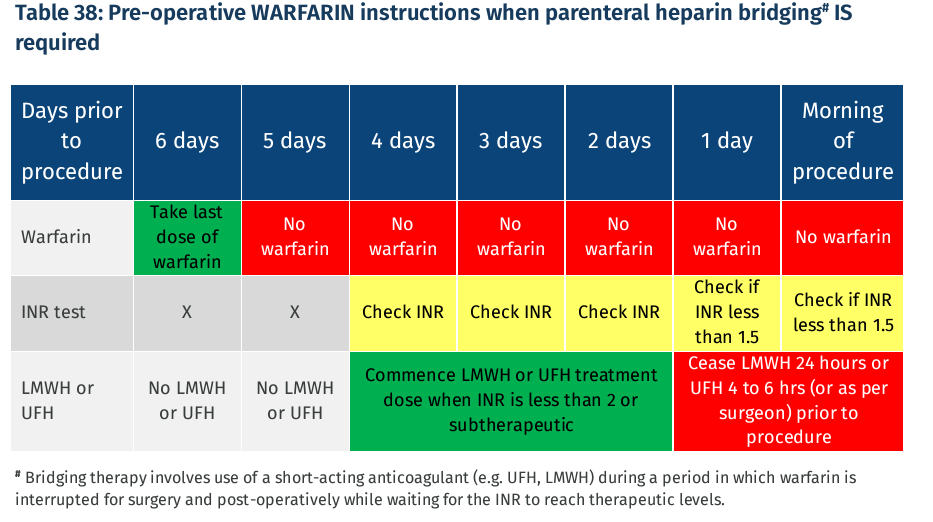 Table 38: Pre-operative WARFARIN instructions when parenteral heparin bridging# IS
required
Days prior
to
procedure
6 days
5 days
4 days
3 days
2 days
1 day
Morning
of
procedure
Warfarin
Take last
dose of
warfarin
No
warfarin
No
warfarin
No
warfarin
No
warfarin
No
warfarin
No warfarin
INR test
X
X
Check INR
Check INR
Check INR
Check if
INR less
than 1.5
Check if INR
less than 1.5
LMWH or
UFH
No LMWH
or UFH
No LMWH
or UFH
Commence LMWH or UFH treatment
dose when INR is less than 2 or
subtherapeutic
Cease LMWH 24 hours or
UFH 4 to 6 hrs (or as per
surgeon) prior to
procedure
# Bridging therapy involves use of a short-acting anticoagulant (e.g. UFH, LMWH) during a period in which warfarin is
interrupted for surgery and post-operatively while waiting for the INR to reach therapeutic levels.